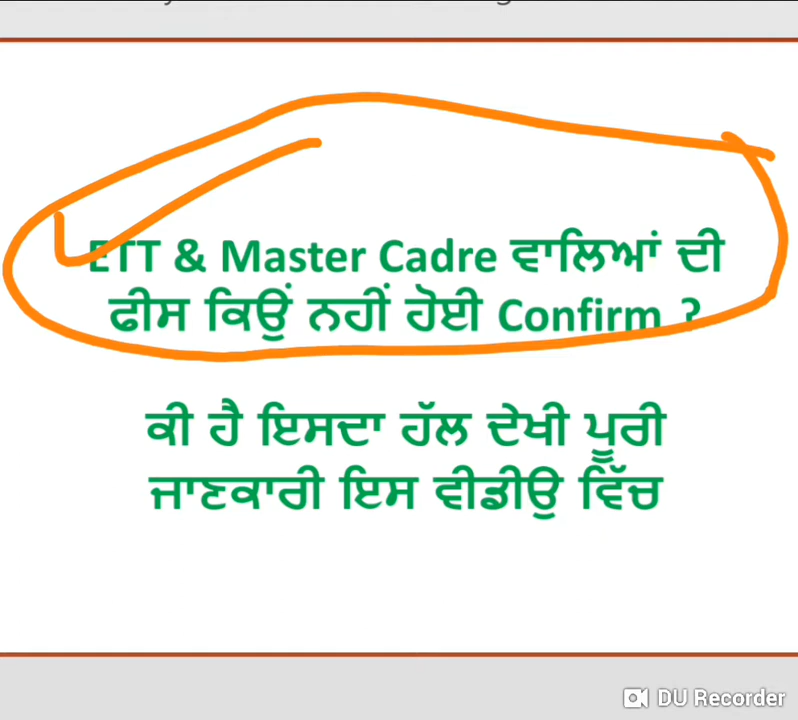 ETT & Master Cadre ਵਾਲਿਆਂ ਦੀ
ਫੀਸ ਕਿਉਂ ਨਹੀਂ ਹੋਈ Confirm ?
ਕੀ ਹੈ ਇਸਦਾ ਹੱਲ ਦੇਖੀ ਪੂਰੀ
ਜਾਣਕਾਰੀ ਇਸ ਵੀਡੀਉ ਵਿੱਚ
DU Recorder